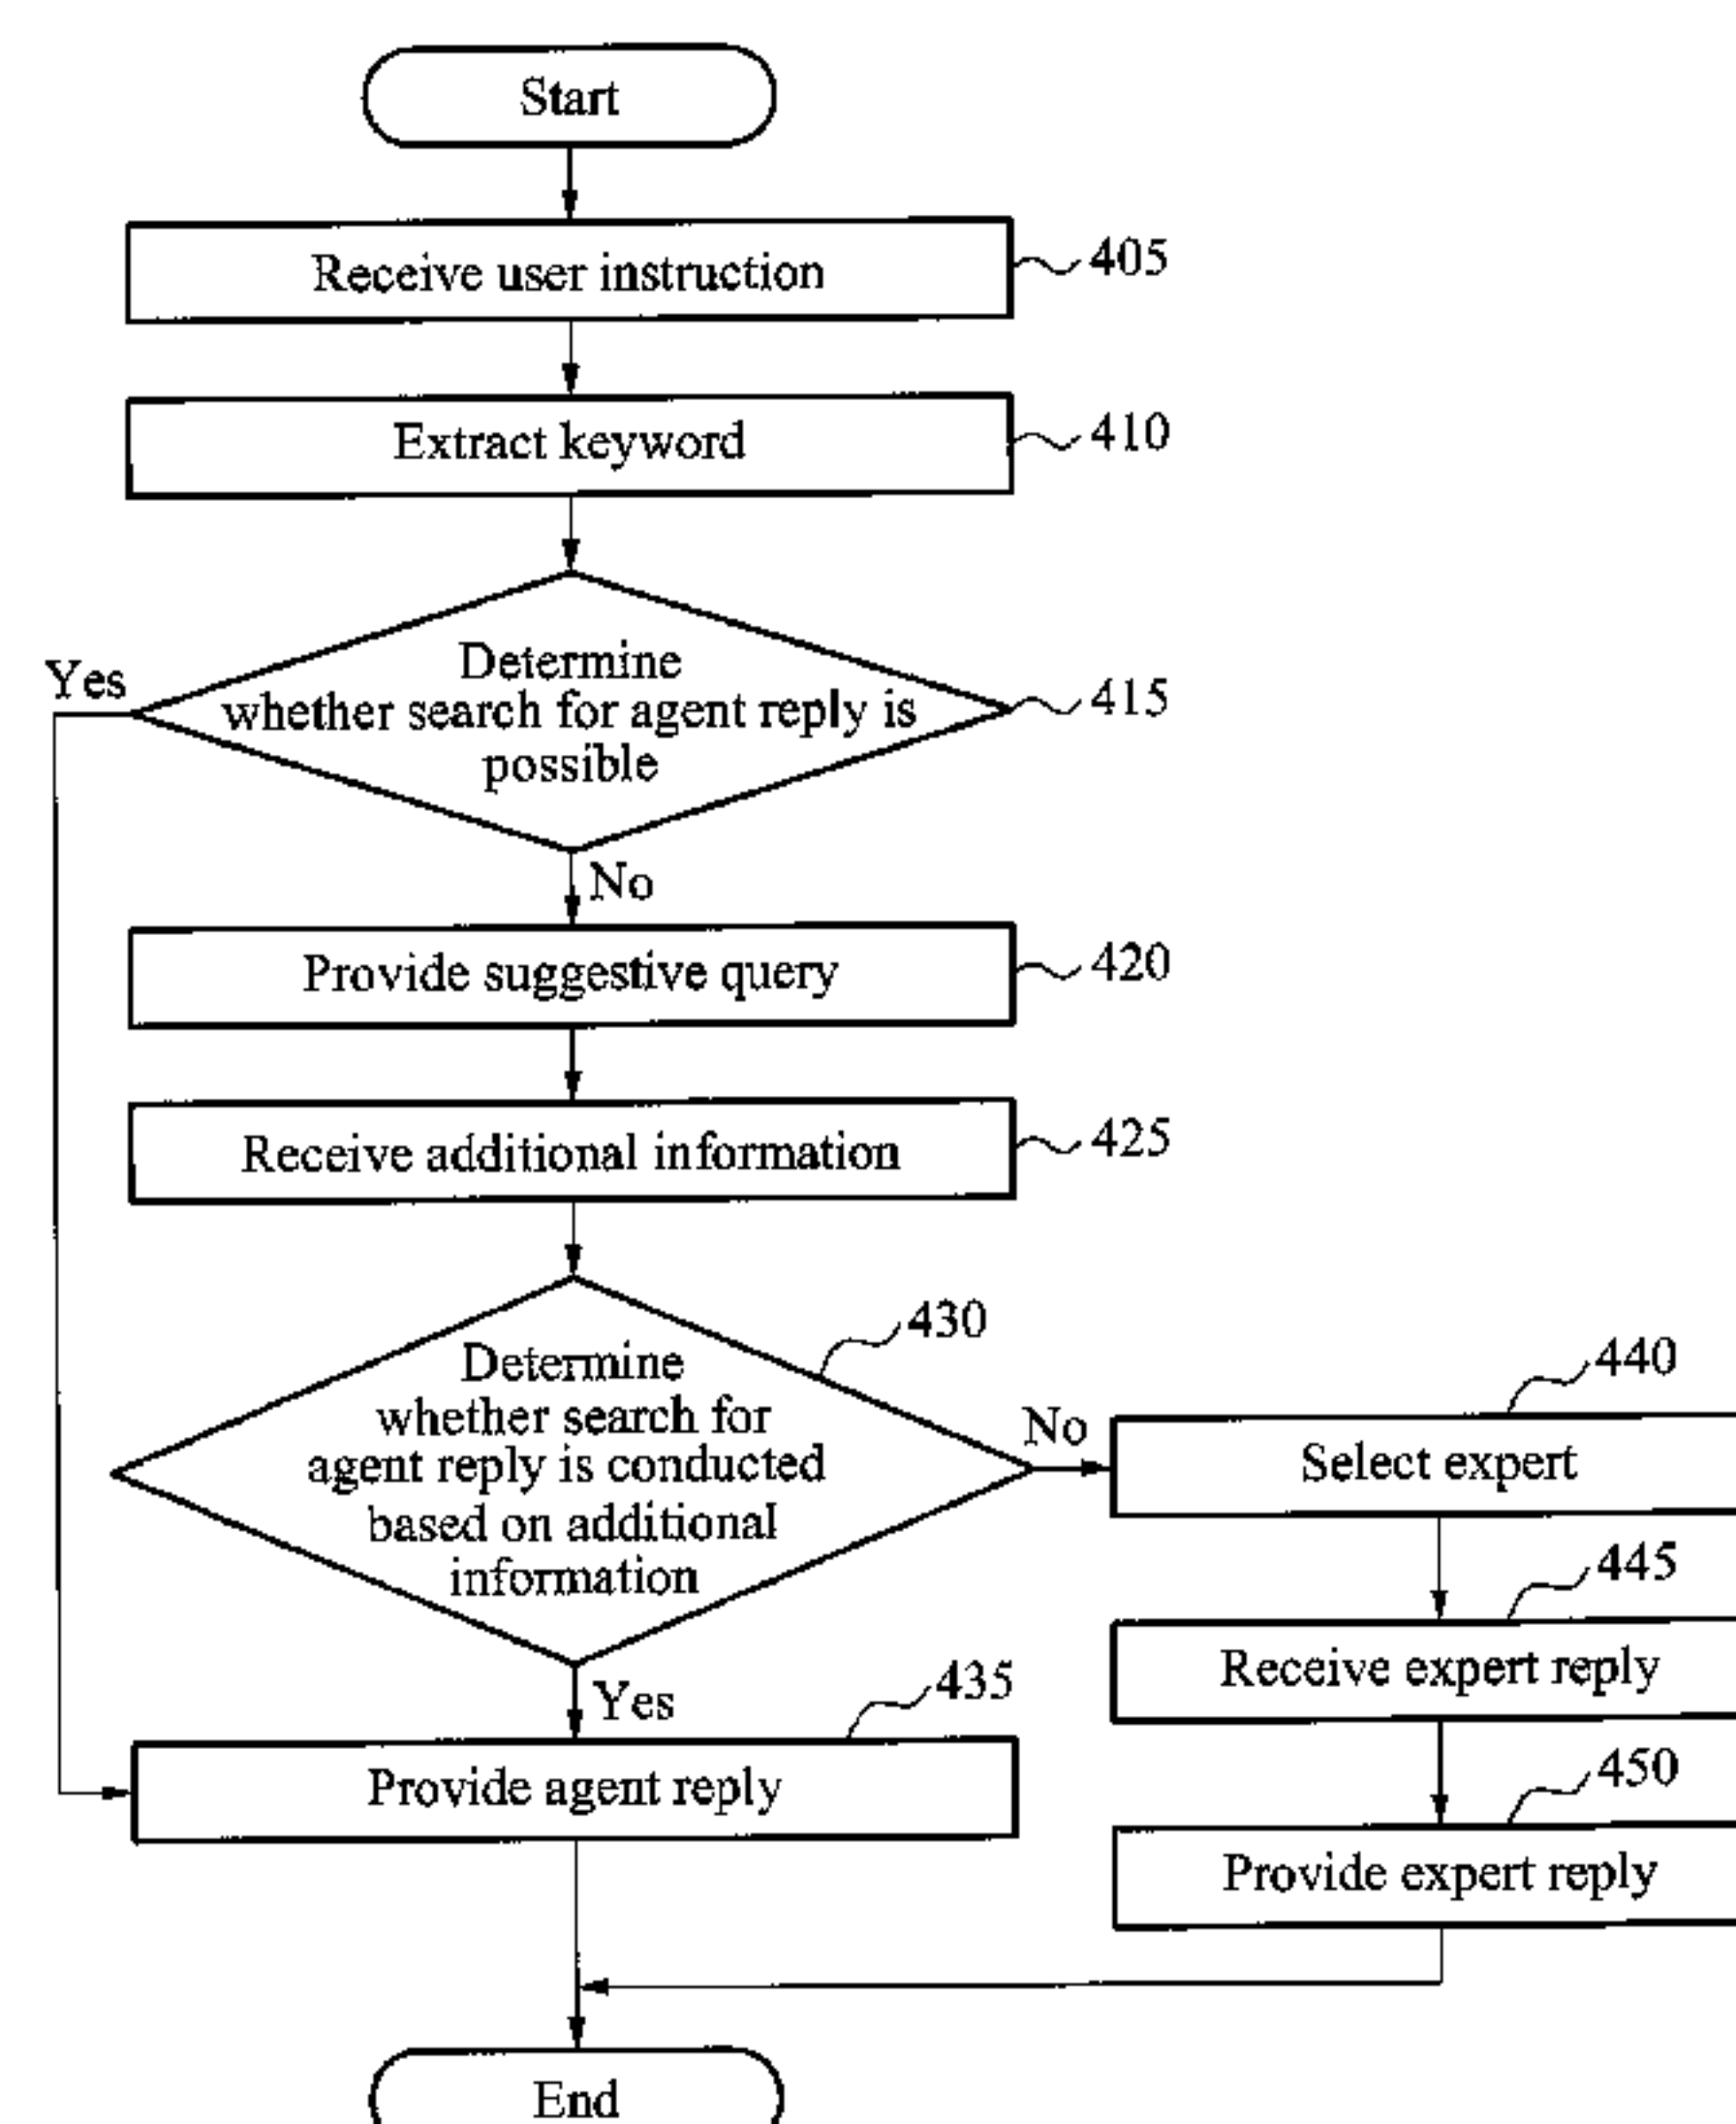 Start
Receive user instruction
405
Extract keyword
410
Yes
Determine
whether search for agent reply is
possible
415
No
Provide suggestive query
420
Receive additional information
425
430
Determine
whether search for
agent reply is conducted
based on additional
information
No
440
Select expert
445
Receive expert reply
Yes
435
Provide agent reply
450
Provide expert reply
End